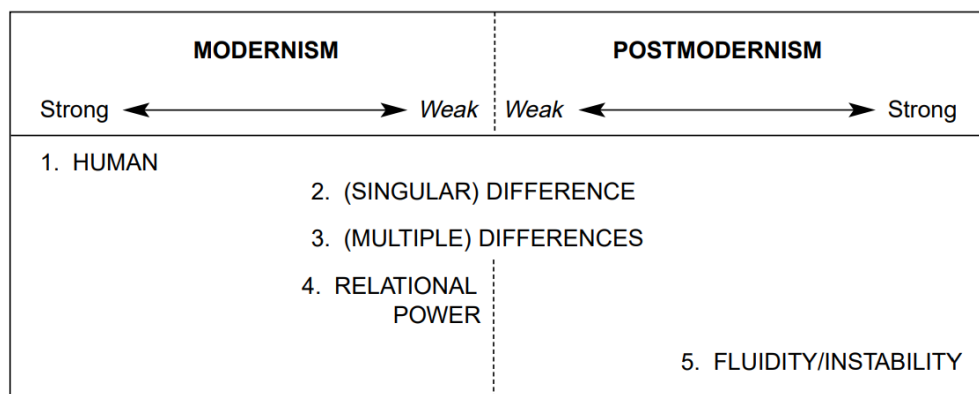 MODERNISM POSTMODERNISM
Strong Weak Weak Strong
1. HUMAN
2. (SINGULAR) DIFFERENCE
3. (MULTIPLE) DIFFERENCES
4. RELATIONAL
POWER
5. FLUIDITY/INSTABILITY